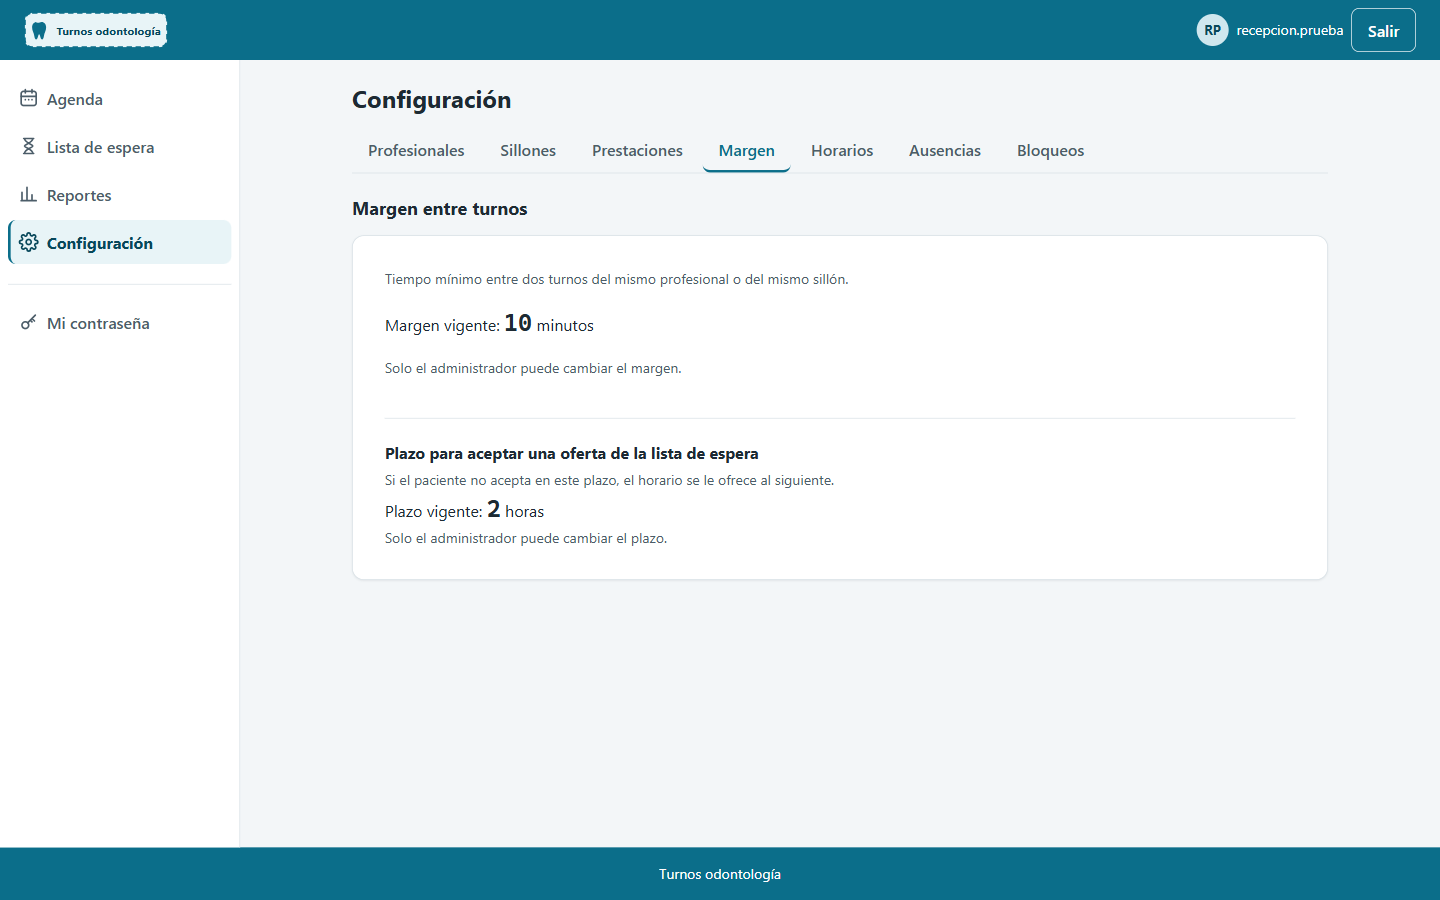 Turnos odontología
RP recepcion.prueba Salir
Agenda
Lista de espera
Reportes
Configuración
Mi contraseña
Configuración
Profesionales Sillones Prestaciones Margen Horarios Ausencias Bloqueos
Margen entre turnos
Tiempo mínimo entre dos turnos del mismo profesional o del mismo sillón.
Margen vigente: 10 minutos
Solo el administrador puede cambiar el margen.
Plazo para aceptar una oferta de la lista de espera
Si el paciente no acepta en este plazo, el horario se le ofrece al siguiente.
Plazo vigente: 2 horas
Solo el administrador puede cambiar el plazo.
Turnos odontología